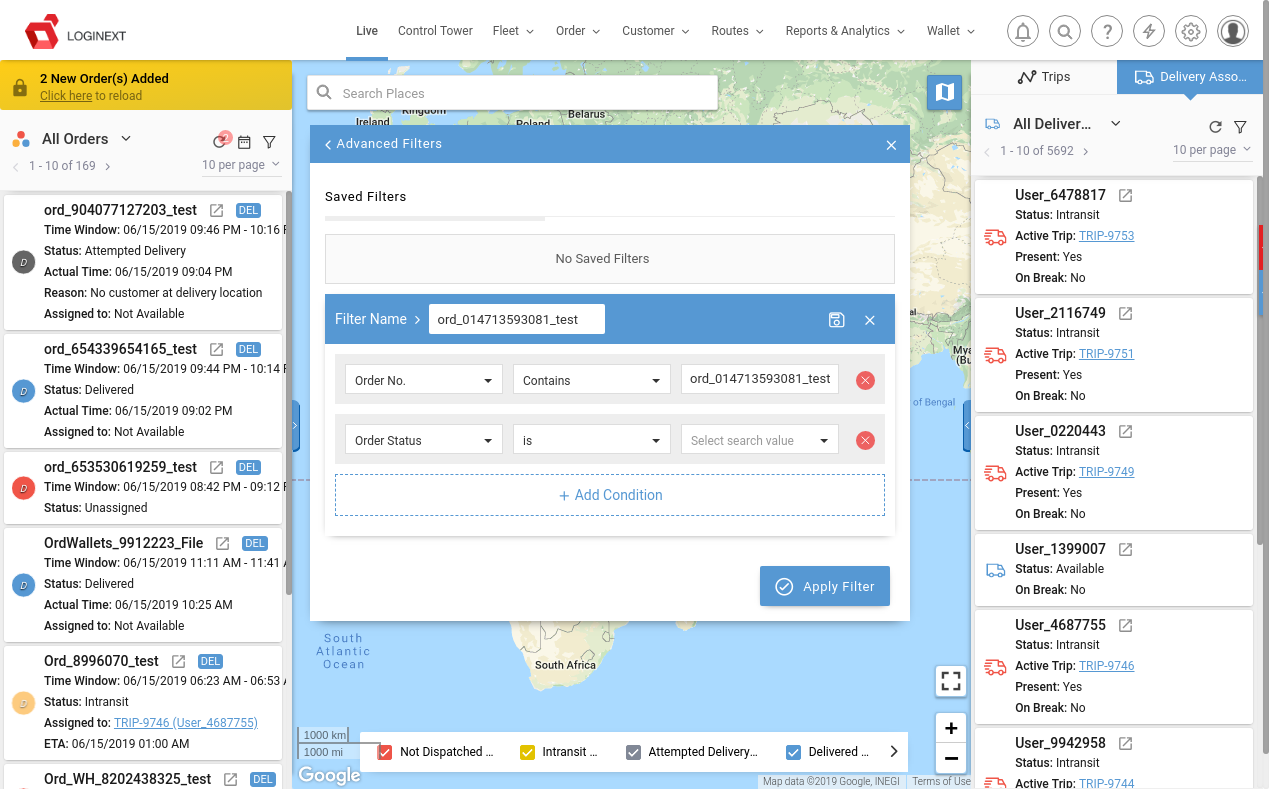 LOGINEXT
Live
Control Tower
Fleet
Order
Customer
Routes
Reports & Analytics
Wallet
2 New Order(s) Added
Click here to reload
All Orders
1 - 10 of 169
10 per page
ord_904077127203_test DEL
Time Window: 06/15/2019 09:46 PM - 10:16 P
Status: Attempted Delivery
Actual Time: 06/15/2019 09:04 PM
Reason: No customer at delivery location
Assigned to: Not Available
D
ord_654339654165_test DEL
Time Window: 06/15/2019 09:44 PM - 10:14 P
Status: Delivered
Actual Time: 06/15/2019 09:02 PM
Assigned to: Not Available
D
ord_653530619259_test DEL
Time Window: 06/15/2019 08:42 PM - 09:12 P
Status: Unassigned
D
OrdWallets_9912223_File DEL
Time Window: 06/15/2019 11:11 AM - 11:41 A
Status: Delivered
Actual Time: 06/15/2019 10:25 AM
Assigned to: Not Available
D
Ord_8996070_test DEL
Time Window: 06/15/2019 06:23 AM - 06:53 A
Status: Intransit
Assigned to: TRIP-9746 (User_4687755)
ETA: 06/15/2019 01:00 AM
D
Ord_WH_8202438325_test DEL
Search Places
Ireland
Kingdom
Poland
Belarus
Advanced Filters
Saved Filters
No Saved Filters
Filter Name > ord_014713593081_test
Order No. Contains ord_014713593081_test
Order Status is Select search value
+ Add Condition
Apply Filter
of Bengal
South
Atlantic
Ocean
South Africa
1000 km
1000 mi
Google
Not Dispatched ...
Intransit ...
Attempted Delivery...
Delivered ...
Map data ©2019 Google, INEGI
Terms of Use
Trips
Delivery Asso...
All Deliver...
1 - 10 of 5692
10 per page
User_6478817
Status: Intransit
Active Trip: TRIP-9753
Present: Yes
On Break: No
User_2116749
Status: Intransit
Active Trip: TRIP-9751
Present: Yes
On Break: No
User_0220443
Status: Intransit
Active Trip: TRIP-9749
Present: Yes
On Break: No
User_1399007
Status: Available
On Break: No
User_4687755
Status: Intransit
Active Trip: TRIP-9746
Present: Yes
On Break: No
User_9942958
Status: Intransit
Active Trip: TRIP-9744